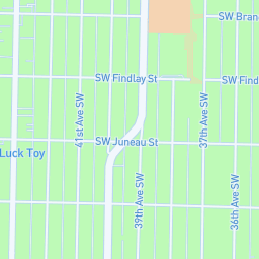 SW Bran
SW Findlay St
SW Find
41st Ave SW
37th Ave SW
SW Juneau St
Luck Toy
39th Ave SW
36th Ave SW